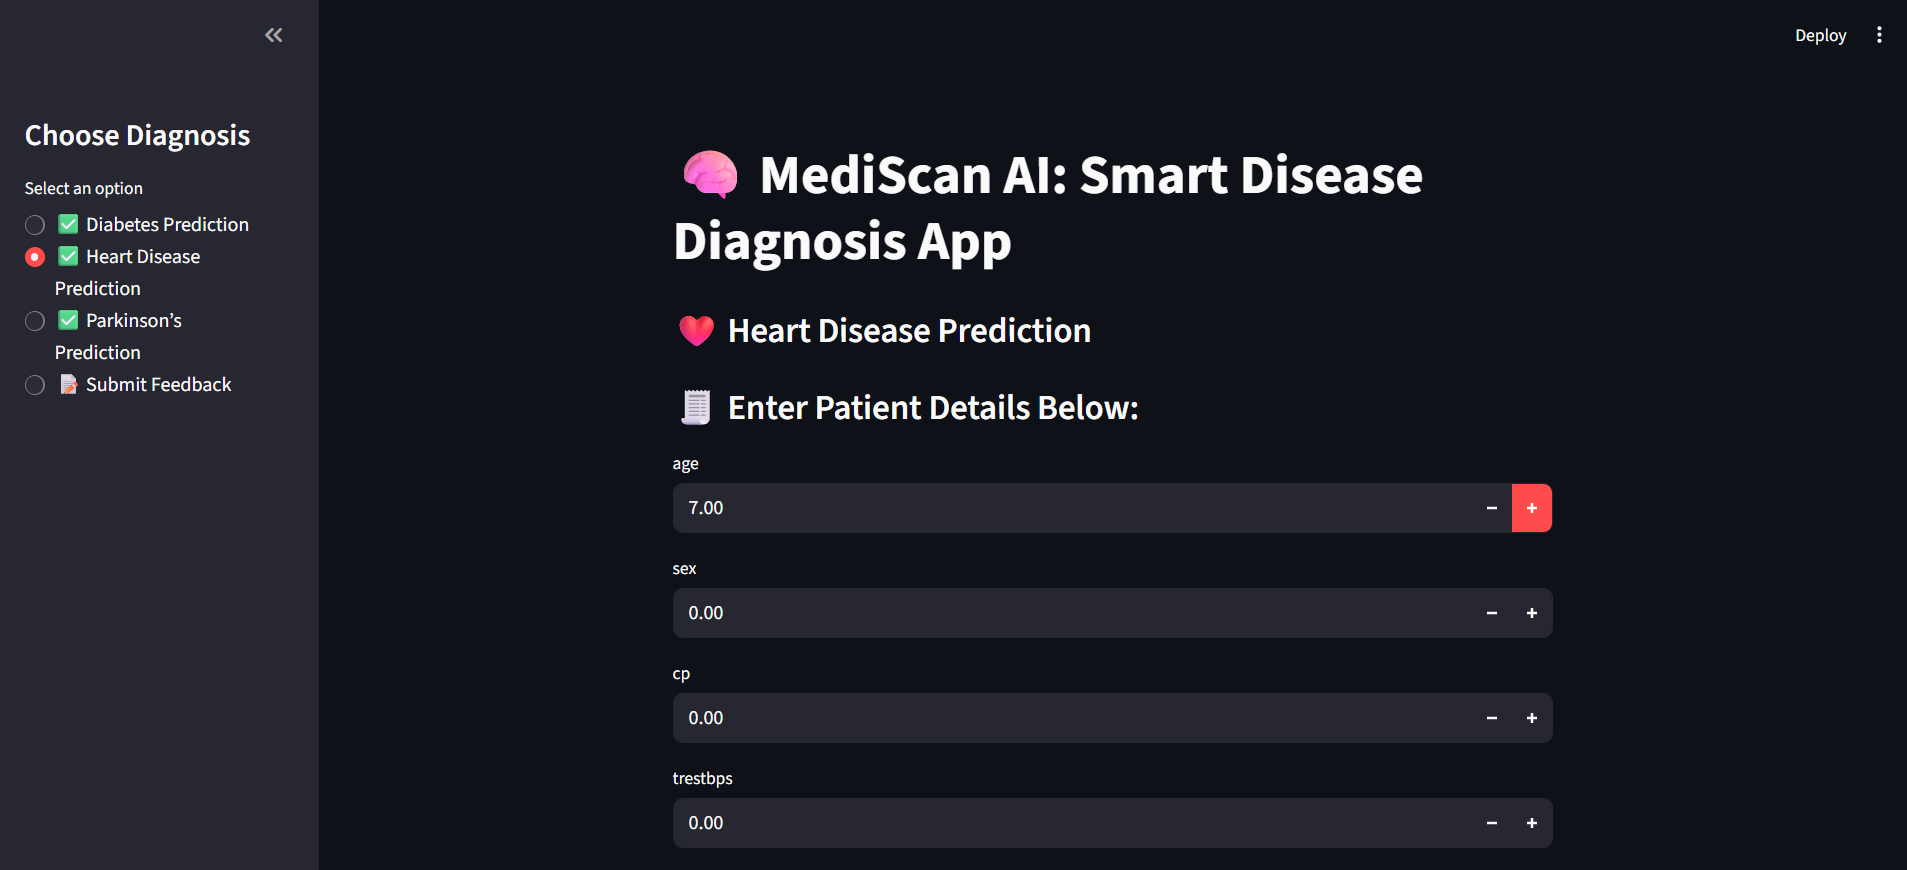 Deploy
Choose Diagnosis
Select an option
✅ Diabetes Prediction
✅ Heart Disease
Prediction
✅ Parkinson’s
Prediction
📝 Submit Feedback
🧠 MediScan AI: Smart Disease
Diagnosis App
❤️ Heart Disease Prediction
🧾 Enter Patient Details Below:
age
7.00
sex
0.00
cp
0.00
trestbps
0.00